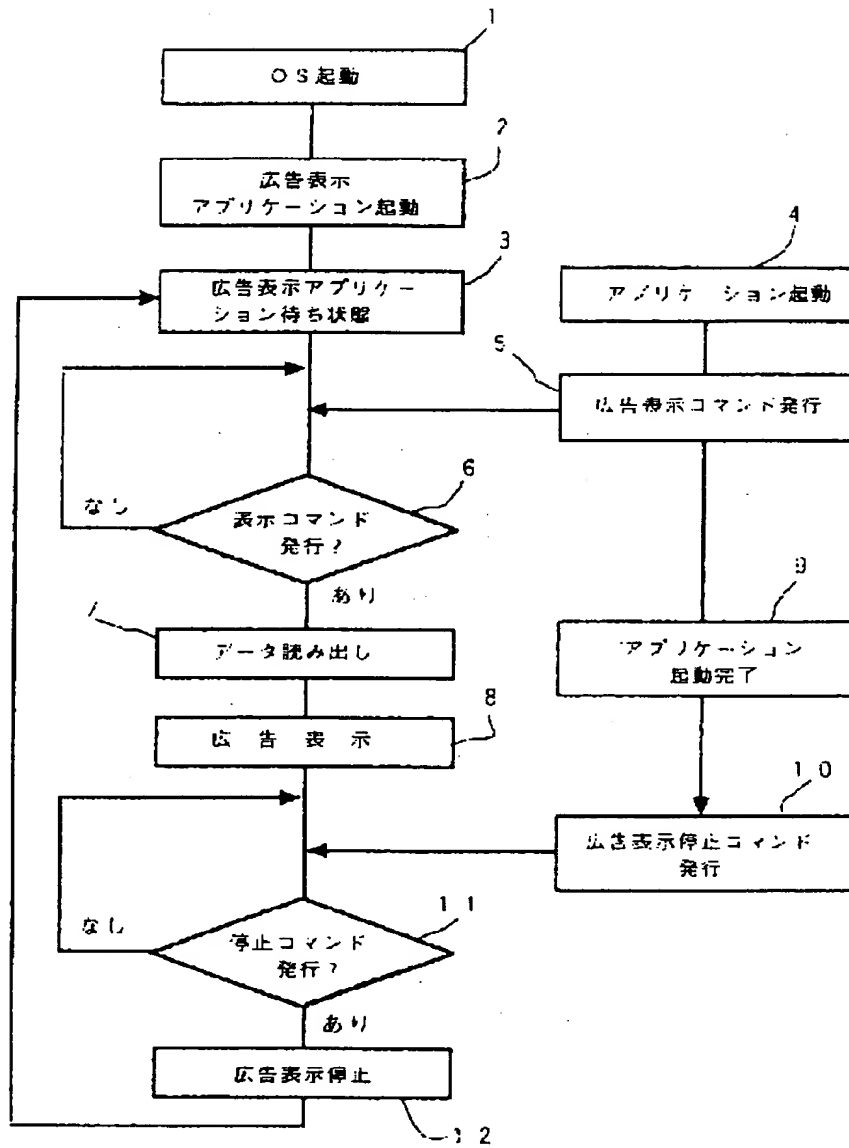 1
OS起動
2
広告表示
アプリケーション起動
3
広告表示アプリケー
ション待ち状態
4
アプリケーション起動
5
広告表示コマンド発行
6
表示コマンド
発行?
なし
あり
7
データ読み出し
8
広告表示
9
アプリケーション
起動完了
10
広告表示停止コマンド
発行
11
停止コマンド
発行?
なし
あり
広告表示停止
12